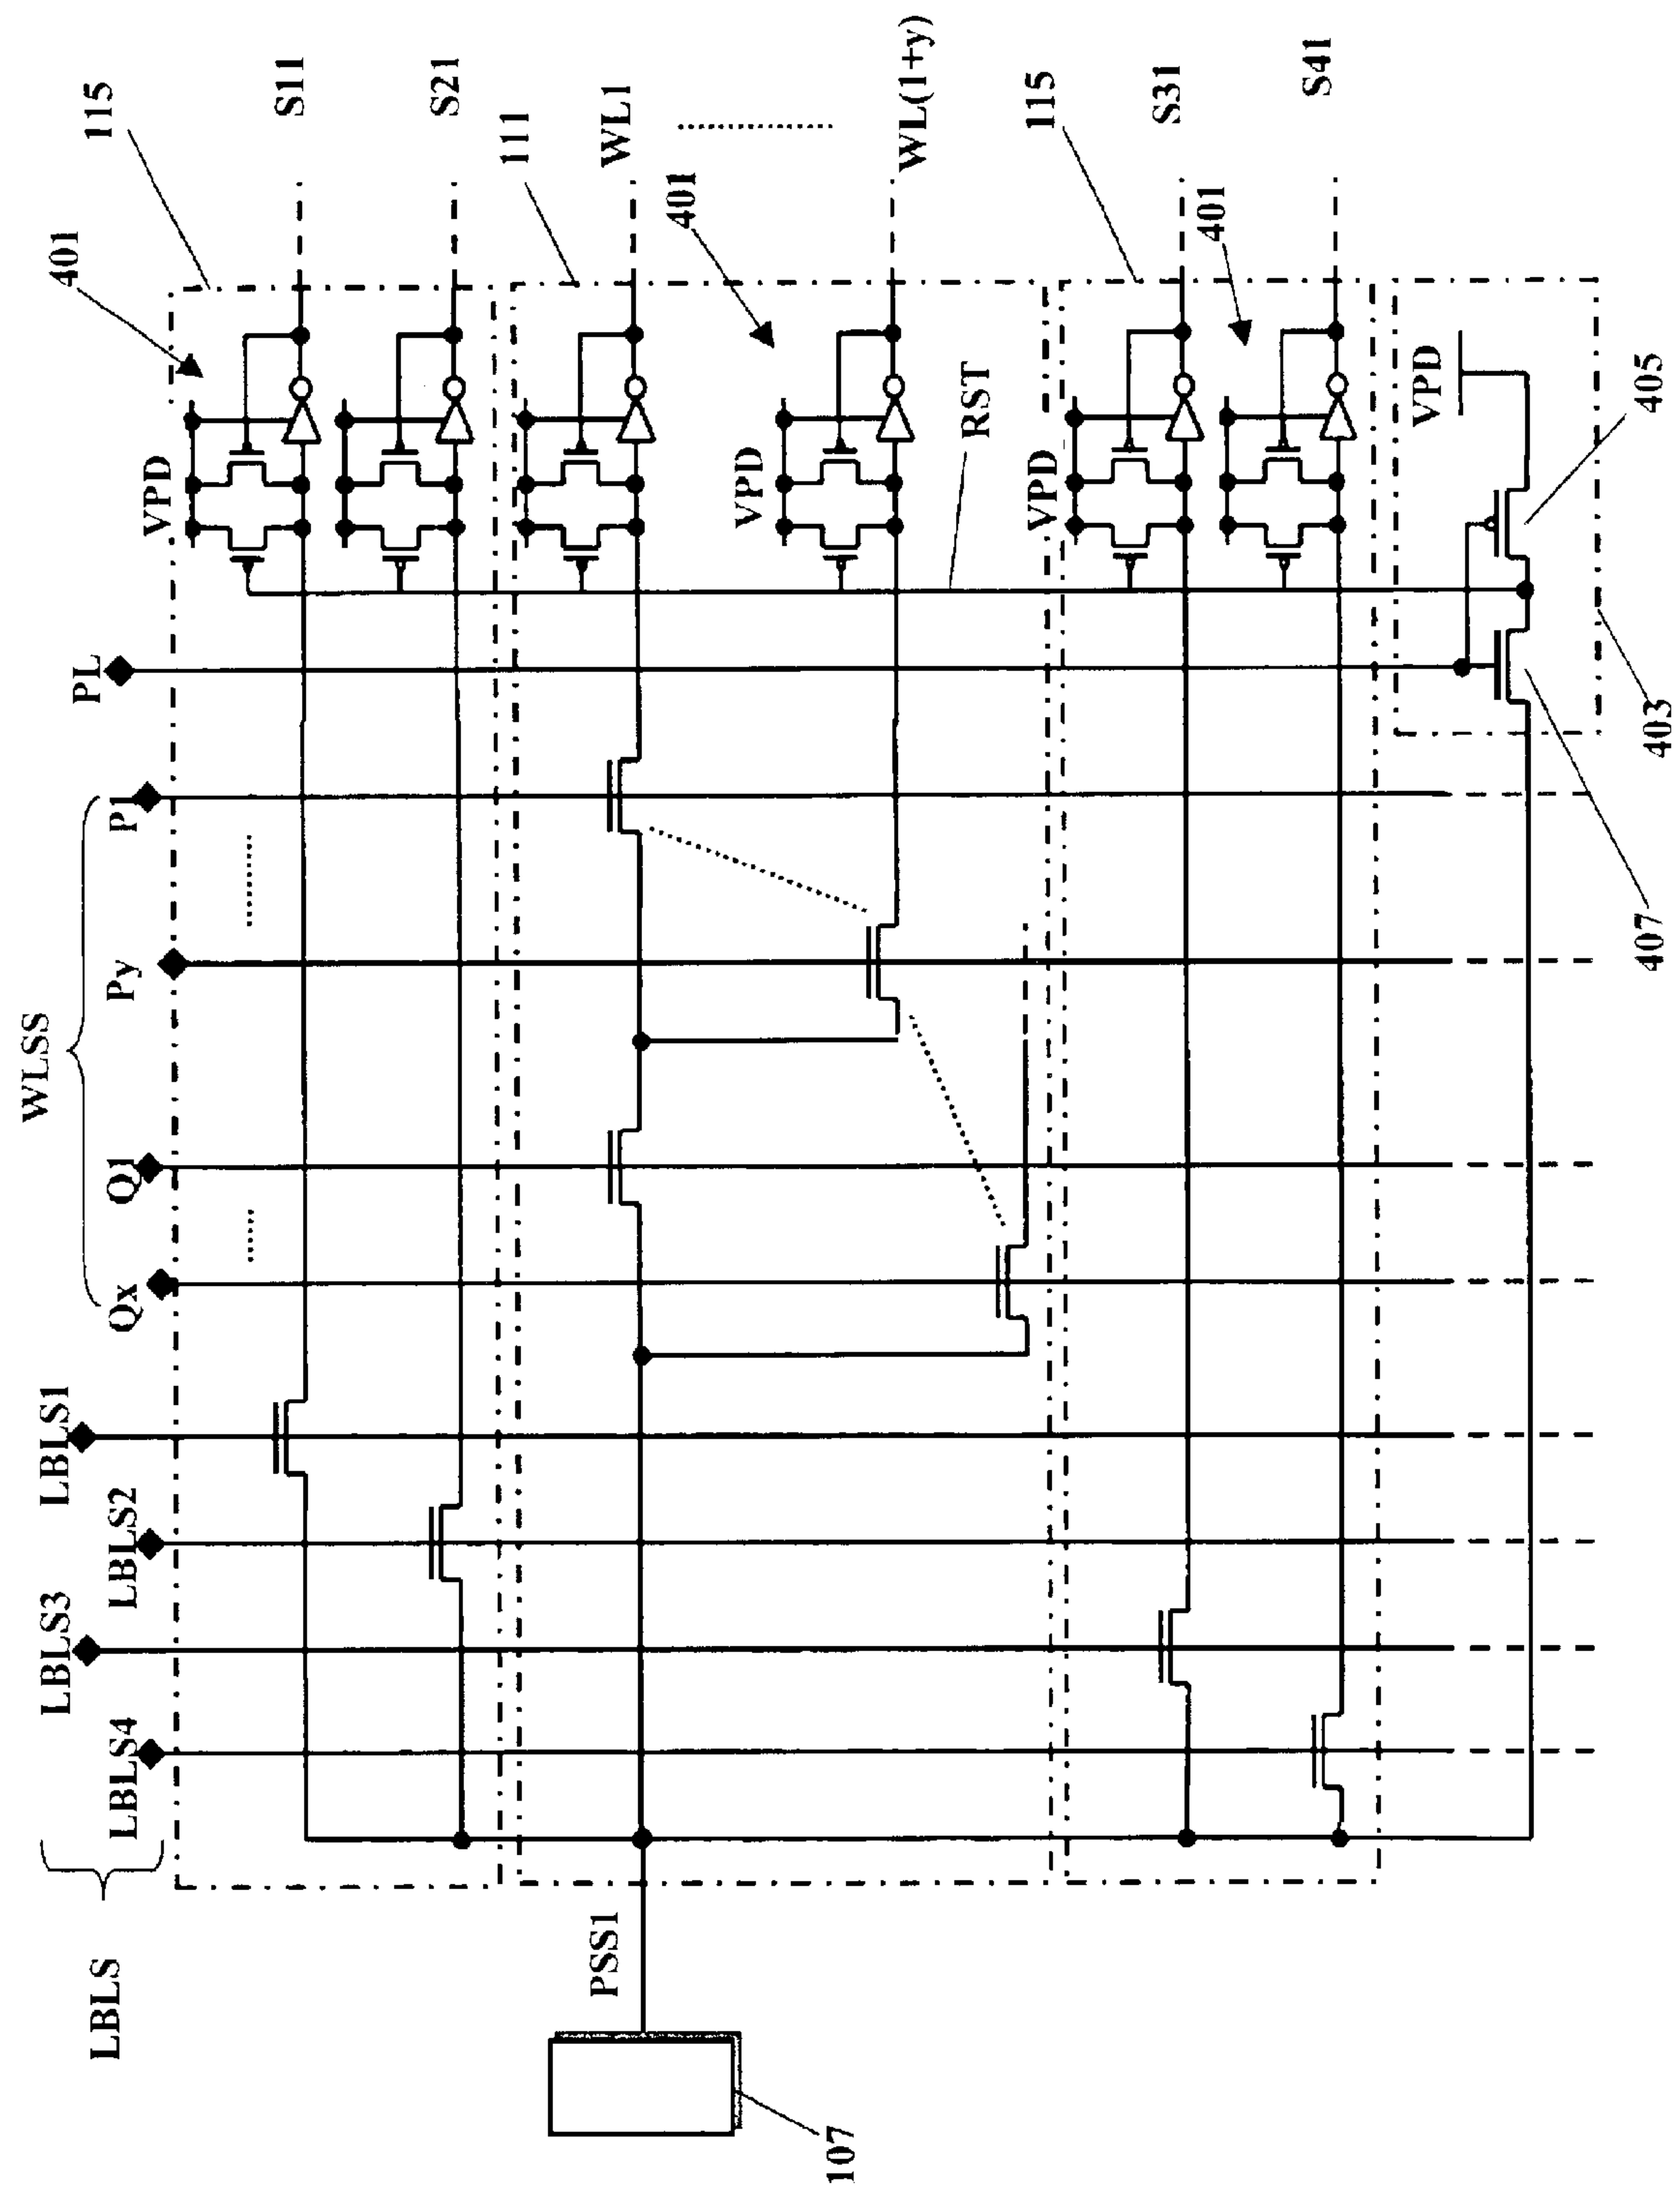 LBLS
LBLS4
LBLS3
LBLS2
LBLS1
WLSS
Qx
Q1
Py
P1
PL
401
115
S11
S21
VPD
111
WL1
401
WL(1+y)
VPD
RST
115
S31
401
S41
VPD
VPD
405
403
407
PSS1
107